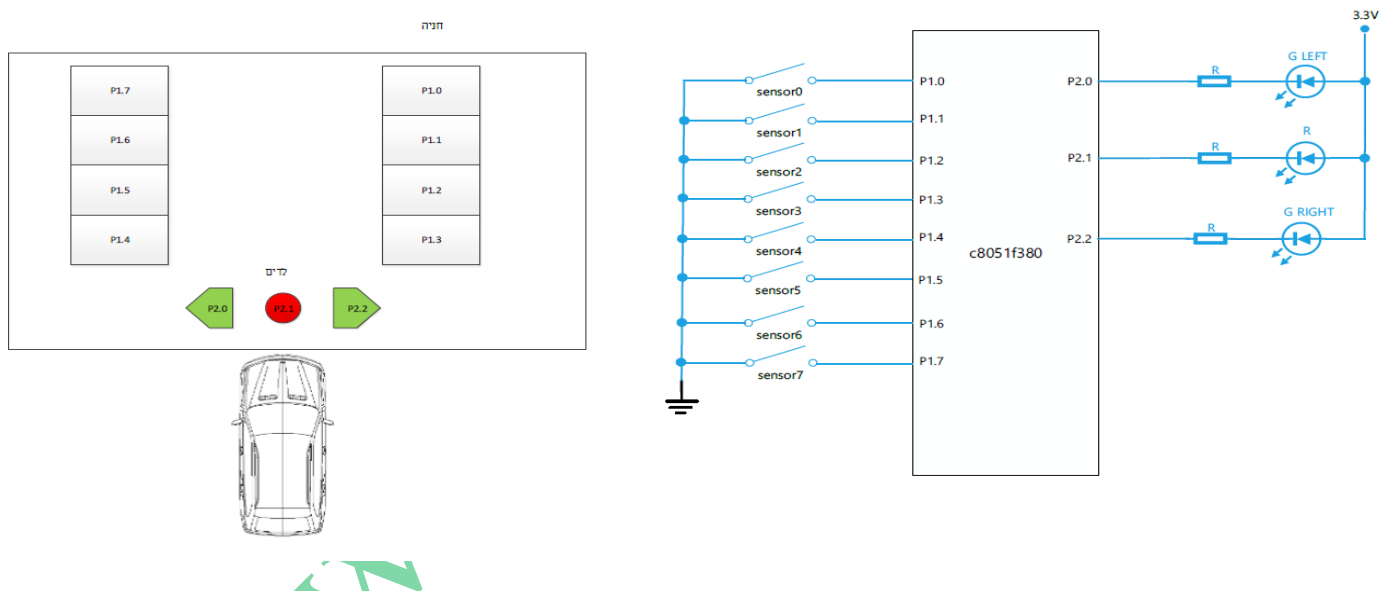 חניה
P1.7
P1.0
P1.6
P1.1
P1.5
P1.2
P1.4
P1.3
לדים
P2.0
P2.1
P2.2
3.3V
G LEFT
R
sensor0
P1.0
P2.0
sensor1
P1.1
R
R
sensor2
P1.2
P2.1
sensor3
P1.3
G RIGHT
R
sensor4
P1.4
P2.2
c8051f380
sensor5
P1.5
sensor6
P1.6
sensor7
P1.7